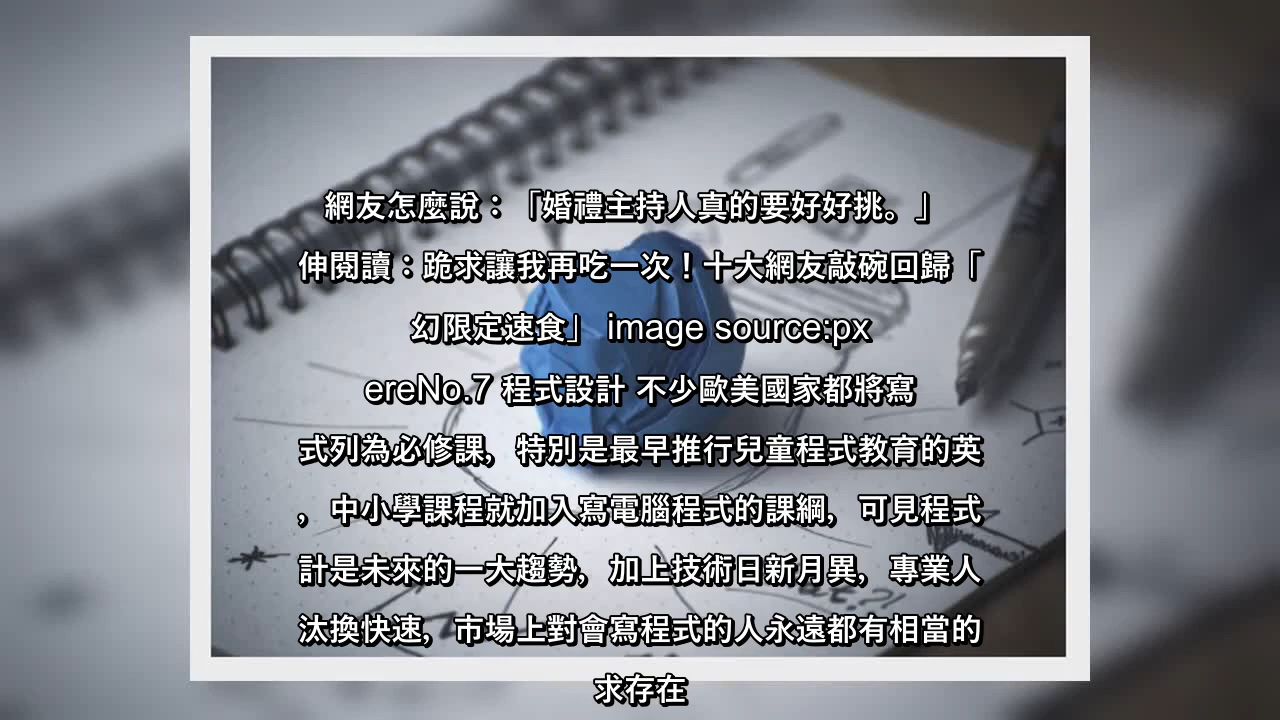 網友怎麼說：「婚禮主持人真的要好好挑。」
伸閱讀：跪求讓我再吃一次！十大網友敲碗回歸「
幻限定速食」 image source:px
ereNo.7 程式設計 不少歐美國家都將寫
式列為必修課，特別是最早推行兒童程式教育的英
，中小學課程就加入寫電腦程式的課綱，可見程式
計是未來的一大趨勢，加上技術日新月異，專業人
汰換快速，市場上對會寫程式的人永遠都有相當的
求存在